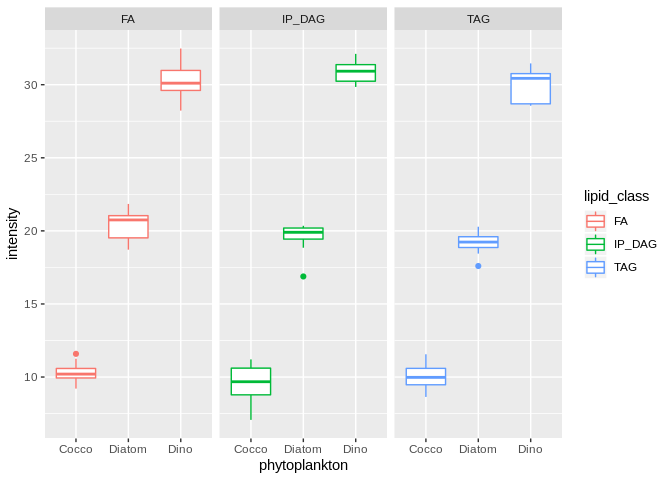 FA IP_DAG TAG
30
25
20
15
10
intensity
Cocco Diatom Dino Cocco Diatom Dino Cocco Diatom Dino
phytoplankton
lipid_class
FA
IP_DAG
TAG